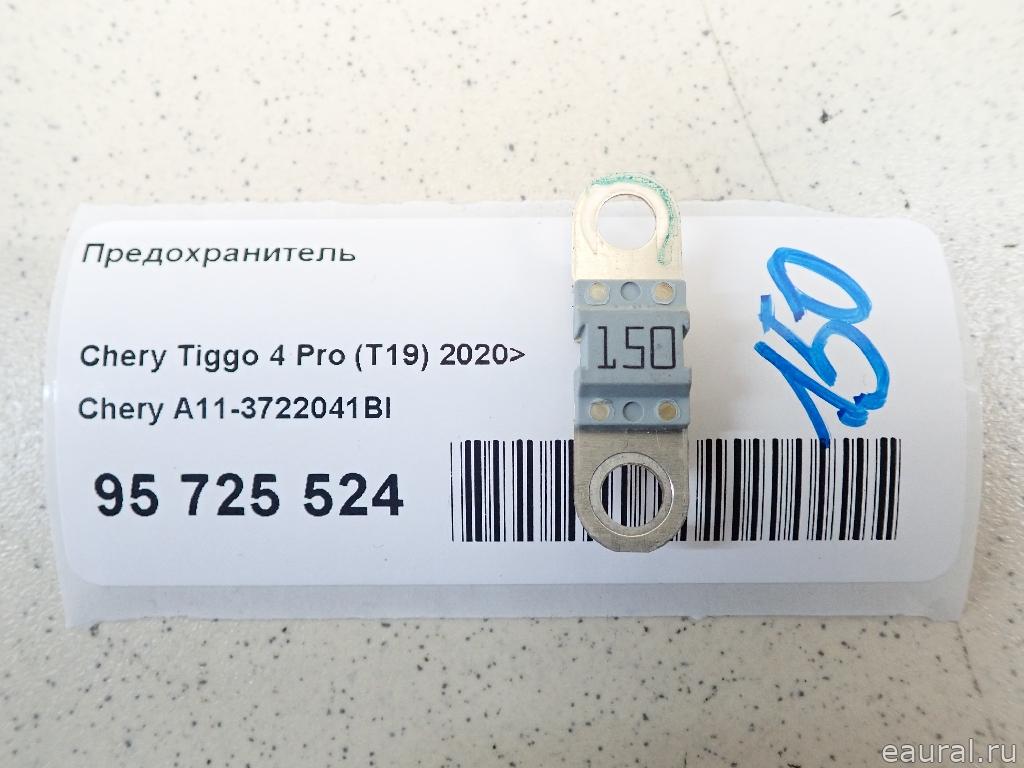 Предохранитель
Chery Tiggo 4 Pro (T19) 2020>
Chery A11-3722041BI
95 725 524
150
150
eaural.ru